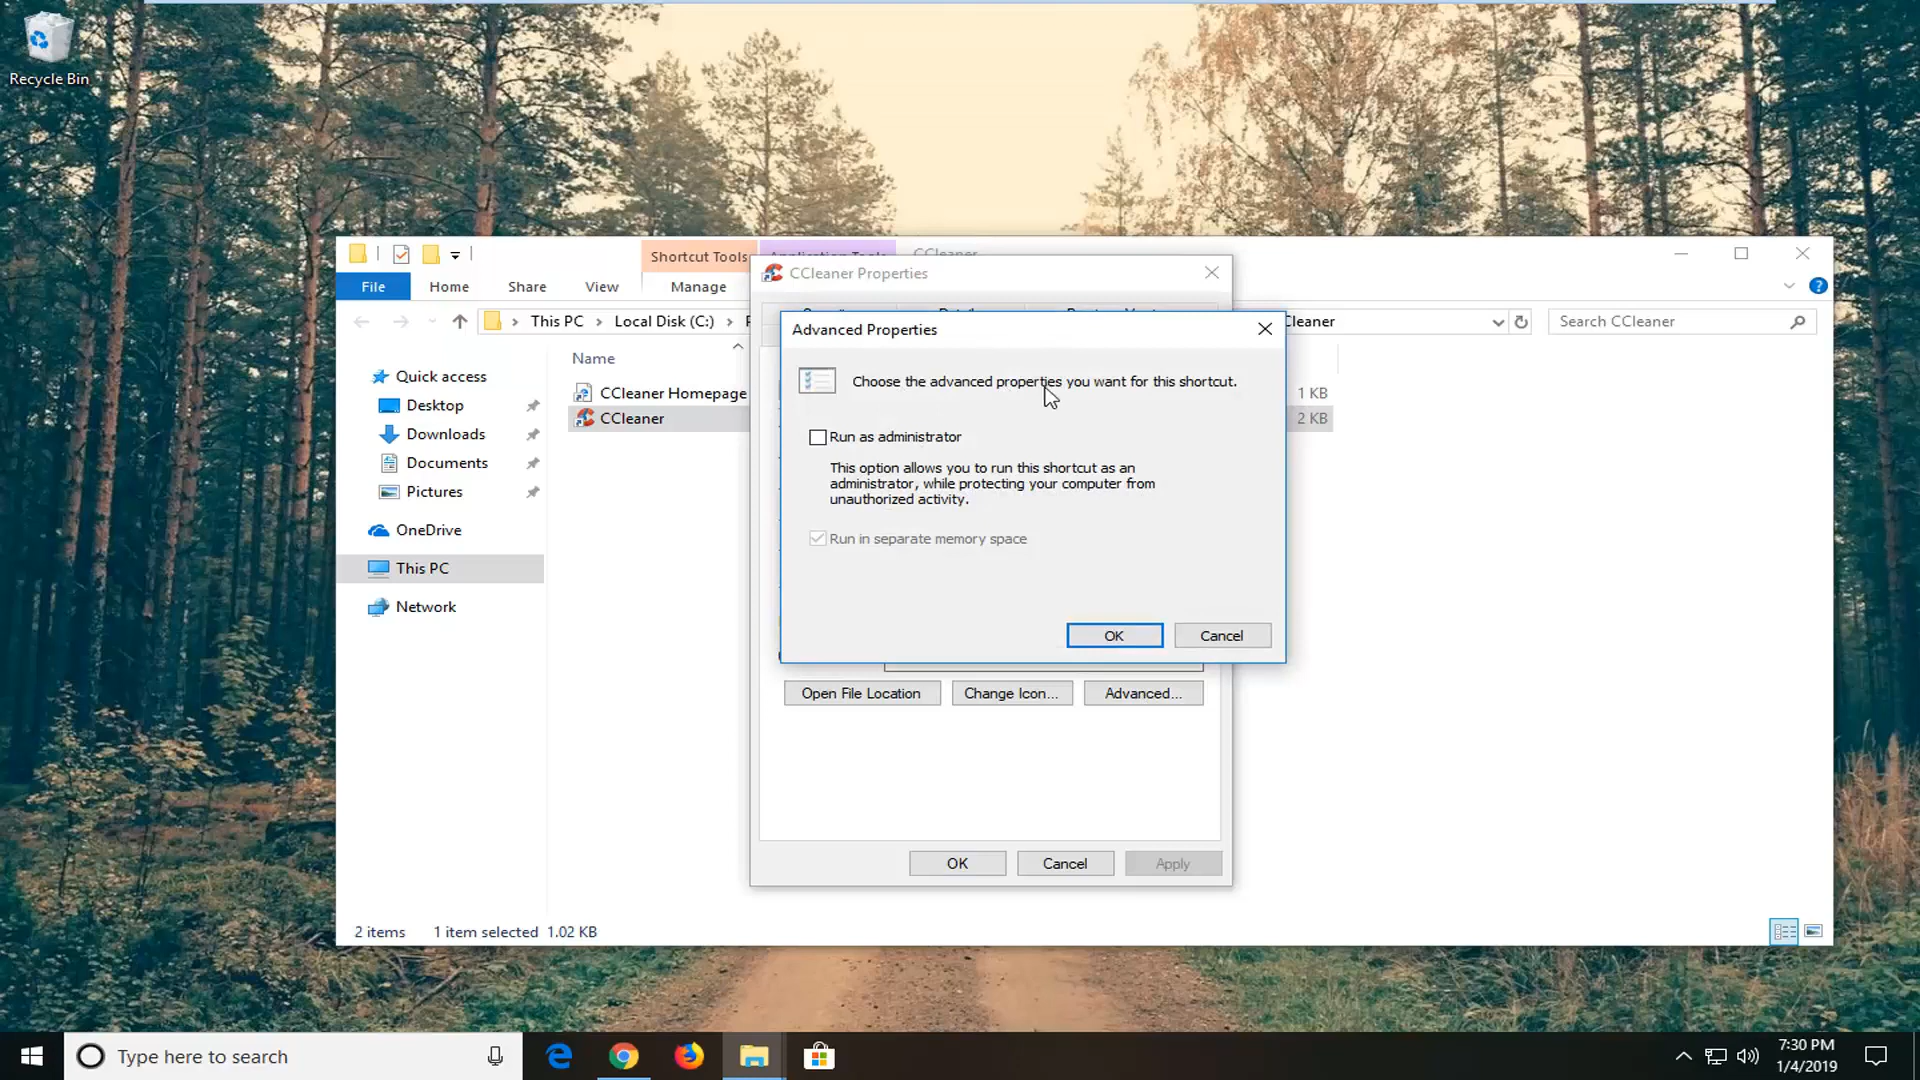 Recycle Bin
Shortcut Tools
CCleaner
File
Home
Share
View
Manage
CCleaner Properties
This PC
Local Disk (C:)
Cleaner
Search CCleaner
Advanced Properties
Name
Quick access
Desktop
Downloads
Documents
Pictures
OneDrive
This PC
Network
CCleaner Homepage
1 KB
CCleaner
2 KB
Choose the advanced properties you want for this shortcut.
Run as administrator
This option allows you to run this shortcut as an
administrator, while protecting your computer from
unauthorized activity.
Run in separate memory space
OK
Cancel
Open File Location
Change Icon...
Advanced...
OK
Cancel
Apply
2 items
1 item selected 1.02 KB
Type here to search
7:30 PM
1/4/2019